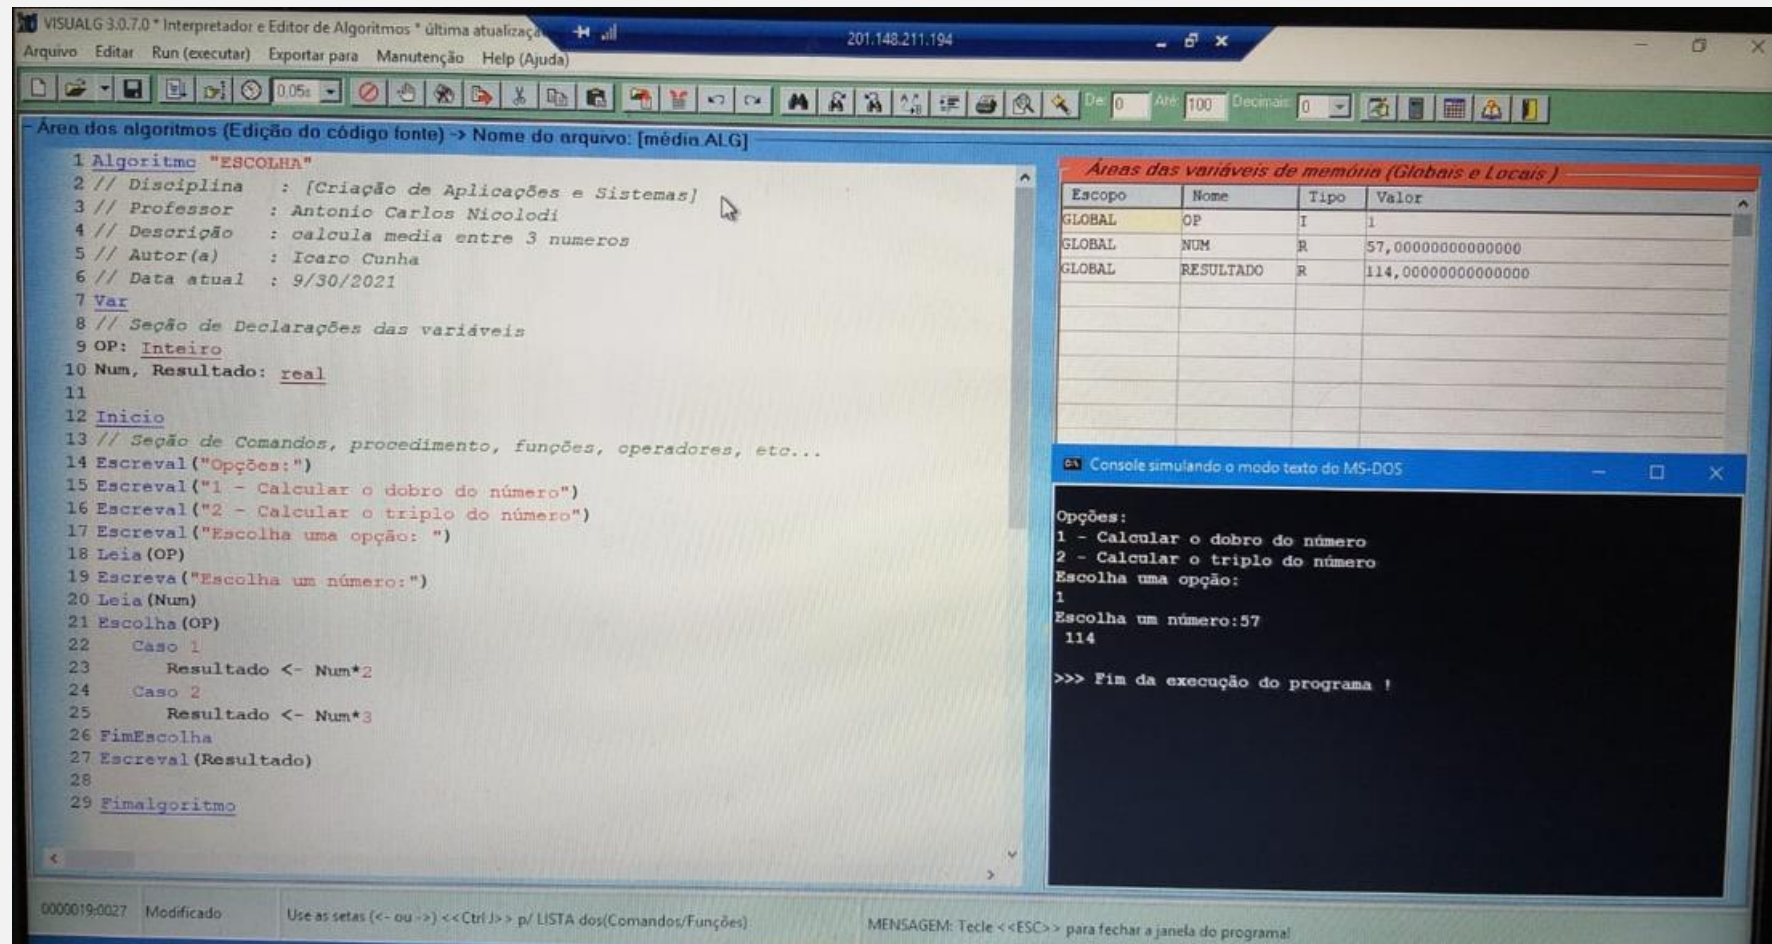 VISUALG 3.0.7.0 * Interpretador e Editor de Algoritmos * última atualizaçã
201.148.211.194
Arquivo Editar Run (executar) Exportar para Manutenção Help (Ajuda)
0.05s De: 0 Até: 100 Decimais: 0
Área dos algoritmos (Edição do código fonte) -> Nome do arquivo: [média.ALG]
1 Algoritmo "ESCOLHA"
2 // Disciplina : [Criação de Aplicações e Sistemas]
3 // Professor : Antonio Carlos Nicolodi
4 // Descrição : calcula media entre 3 numeros
5 // Autor(a) : Icaro Cunha
6 // Data atual : 9/30/2021
7 Var
8 // Seção de Declarações das variáveis
9 OP: Inteiro
10 Num, Resultado: real
11
12 Inicio
13 // Seção de Comandos, procedimento, funções, operadores, etc...
14 Escreval("Opções:")
15 Escreval("1 - Calcular o dobro do número")
16 Escreval("2 - Calcular o triplo do número")
17 Escreval("Escolha uma opção: ")
18 Leia(OP)
19 Escreva("Escolha um número:")
20 Leia(Num)
21 Escolha(OP)
22 Caso 1
23 Resultado <- Num*2
24 Caso 2
25 Resultado <- Num*3
26 FimEscolha
27 Escreval(Resultado)
28
29 Fimalgoritmo
Áreas das variáveis de memória (Globais e Locais)
Escopo Nome Tipo Valor
GLOBAL OP I 1
GLOBAL NUM R 57,00000000000000
GLOBAL RESULTADO R 114,00000000000000
Console simulando o modo texto do MS-DOS
Opções:
1 - Calcular o dobro do número
2 - Calcular o triplo do número
Escolha uma opção:
1
Escolha um número:57
114
>>> Fim da execução do programa !
0000019:0027 Modificado Use as setas (<- ou ->) <<Ctrl J>> p/ LISTA dos(Comandos/Funções) MENSAGEM: Tecle <<ESC>> para fechar a janela do programa!